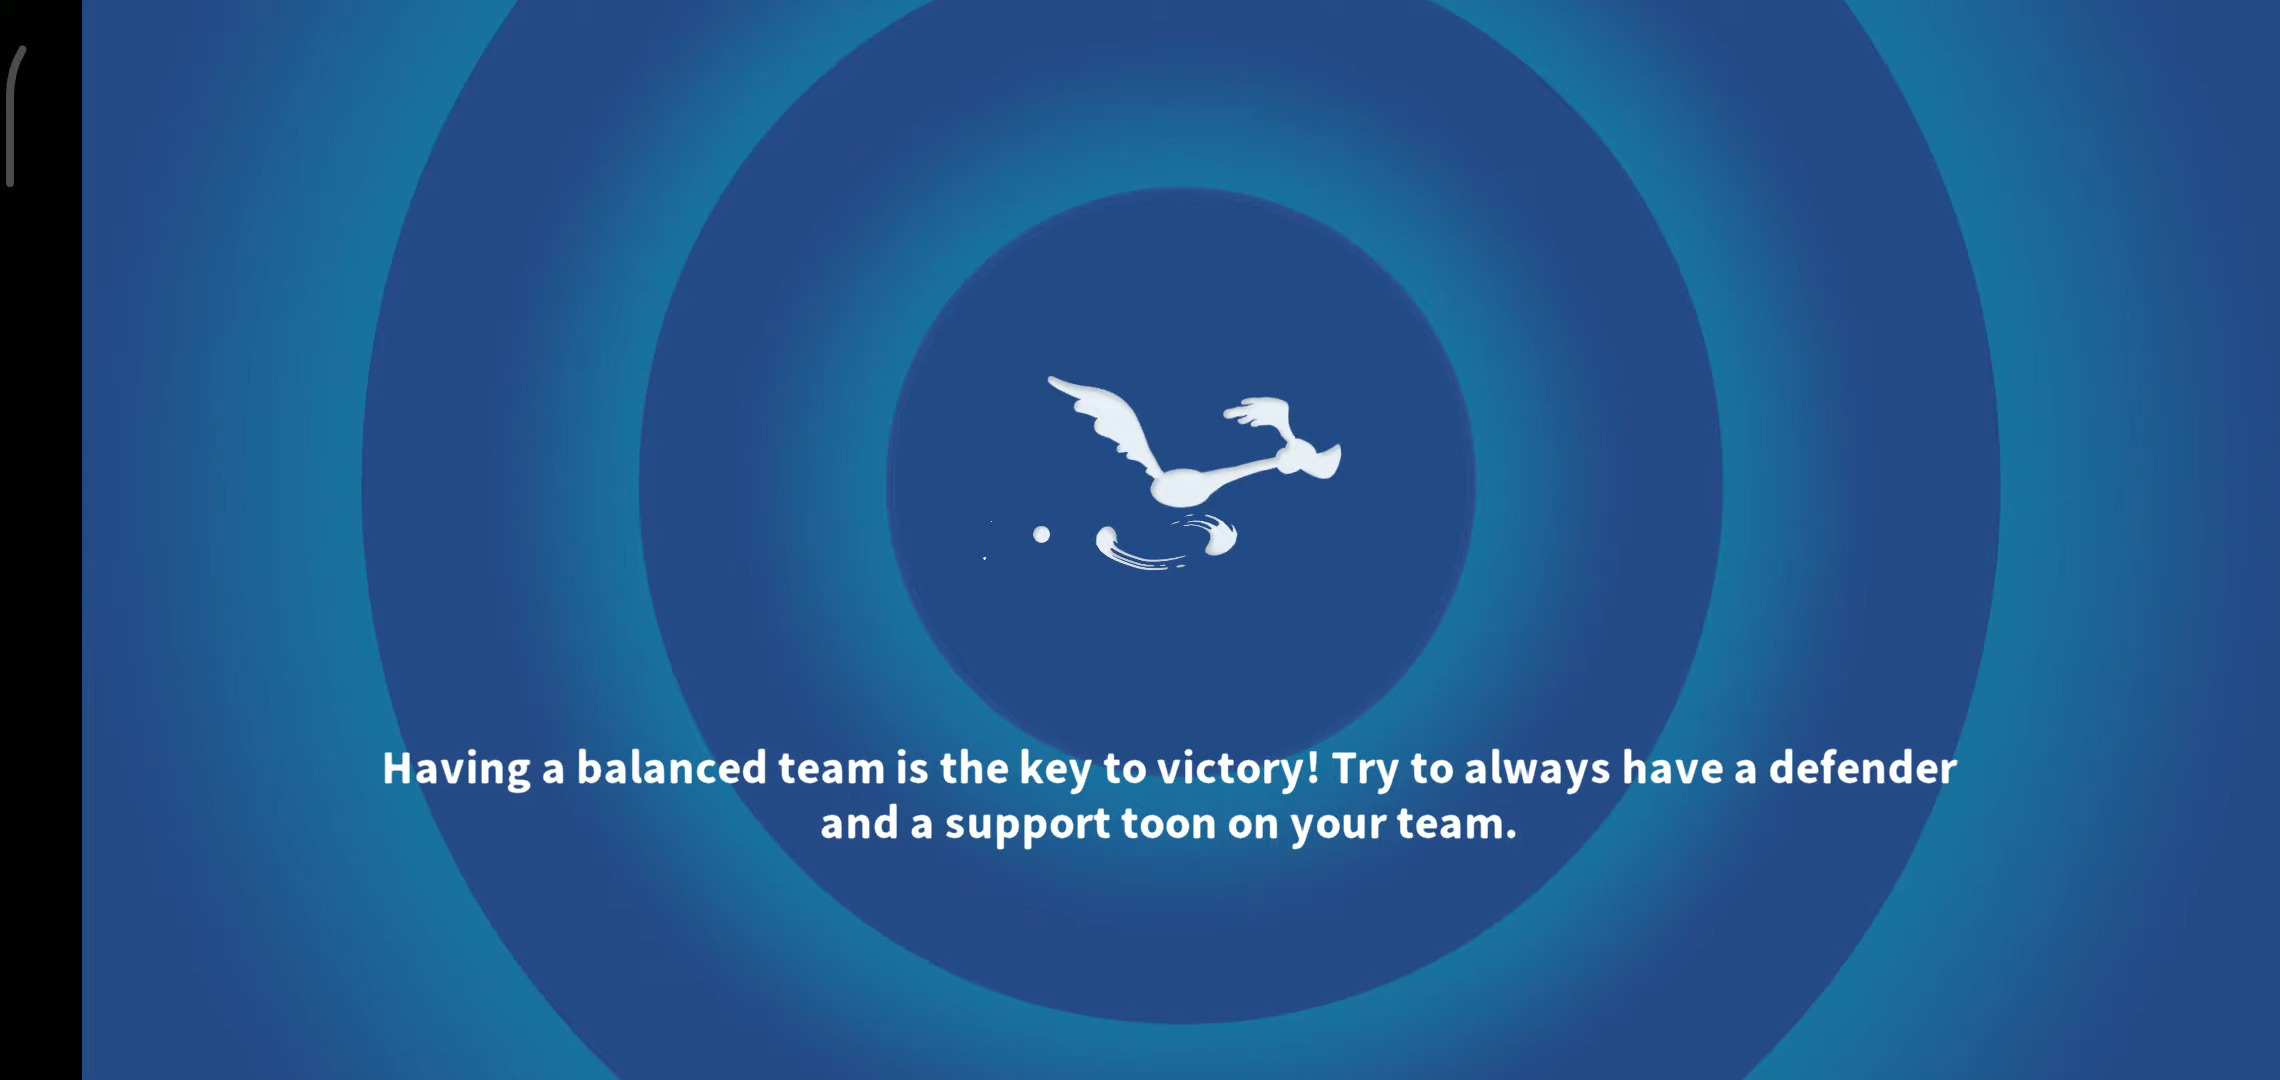 Having a balanced team is the key to victory! Try to always have a defender
and a support toon on your team.